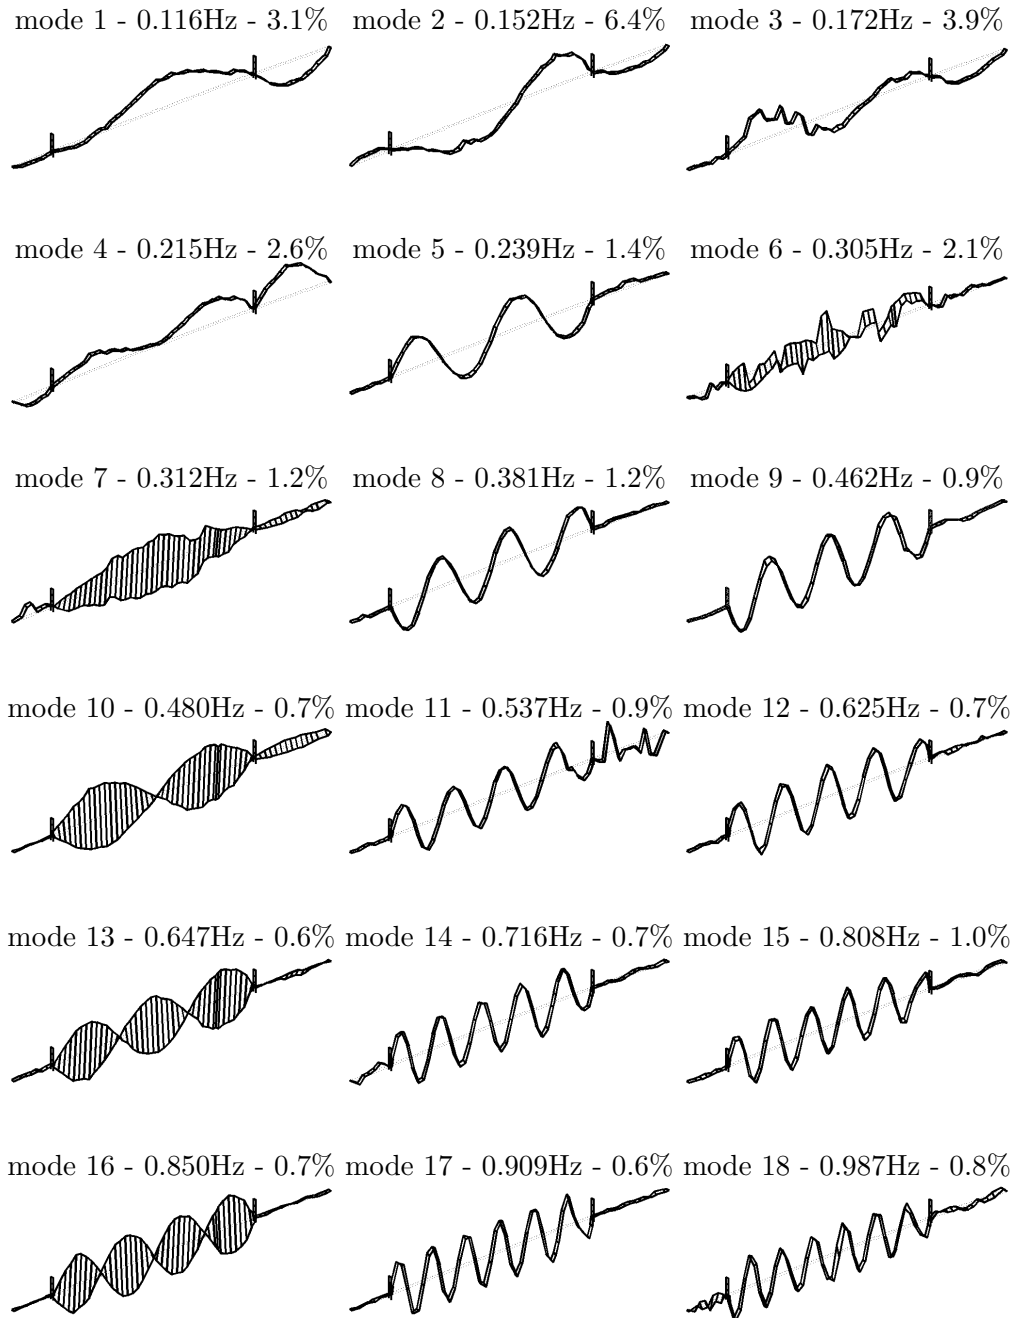 mode 1 - 0.116Hz - 3.1%
mode 2 - 0.152Hz - 6.4%
mode 3 - 0.172Hz - 3.9%
mode 4 - 0.215Hz - 2.6%
mode 5 - 0.239Hz - 1.4%
mode 6 - 0.305Hz - 2.1%
mode 7 - 0.312Hz - 1.2%
mode 8 - 0.381Hz - 1.2%
mode 9 - 0.462Hz - 0.9%
mode 10 - 0.480Hz - 0.7%
mode 11 - 0.537Hz - 0.9%
mode 12 - 0.625Hz - 0.7%
mode 13 - 0.647Hz - 0.6%
mode 14 - 0.716Hz - 0.7%
mode 15 - 0.808Hz - 1.0%
mode 16 - 0.850Hz - 0.7%
mode 17 - 0.909Hz - 0.6%
mode 18 - 0.987Hz - 0.8%